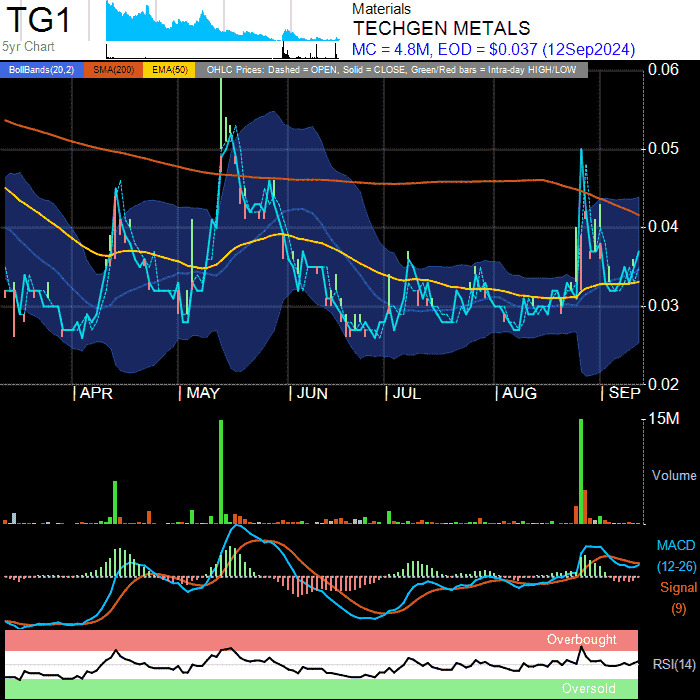 TG1
5yr Chart
Materials
TECHGEN METALS
MC = 4.8M, EOD = $0.037 (12Sep2024)
BollBands(20,2) SMA(200) EMA(50) OHLC Prices: Dashed = OPEN, Solid = CLOSE, Green/Red bars = Intra-day HIGH/LOW
0.06
0.05
0.04
0.03
0.02
APR MAY JUN JUL AUG SEP
15M
Volume
MACD
(12-26)
Signal
(9)
Overbought
RSI(14)
Oversold